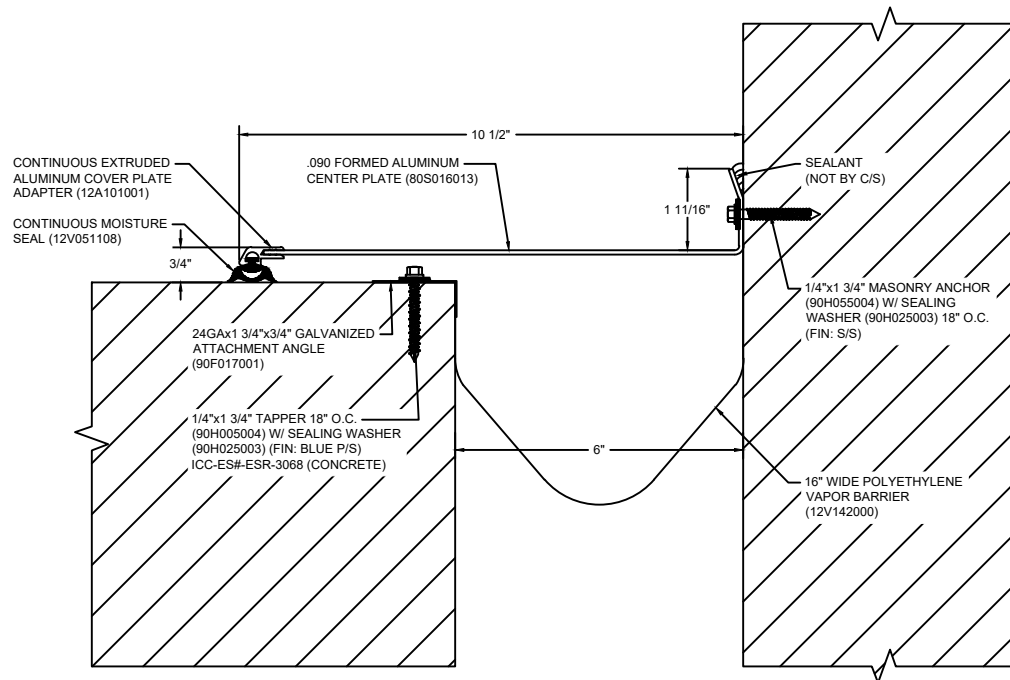 10 1/2"
CONTINUOUS EXTRUDED
ALUMINUM COVER PLATE
ADAPTER (12A101001)
.090 FORMED ALUMINUM
CENTER PLATE (80S016013)
SEALANT
(NOT BY C/S)
1 11/16"
CONTINUOUS MOISTURE
SEAL (12V051108)
3/4"
1/4"x1 3/4" MASONRY ANCHOR
(90H055004) W/ SEALING
WASHER (90H025003) 18" O.C.
(FIN: S/S)
24GAx1 3/4"x3/4" GALVANIZED
ATTACHMENT ANGLE
(90F017001)
1/4"x1 3/4" TAPPER 18" O.C.
(90H005004) W/ SEALING WASHER
(90H025003) (FIN: BLUE P/S)
ICC-ES#-ESR-3068 (CONCRETE)
6"
16" WIDE POLYETHYLENE
VAPOR BARRIER
(12V142000)